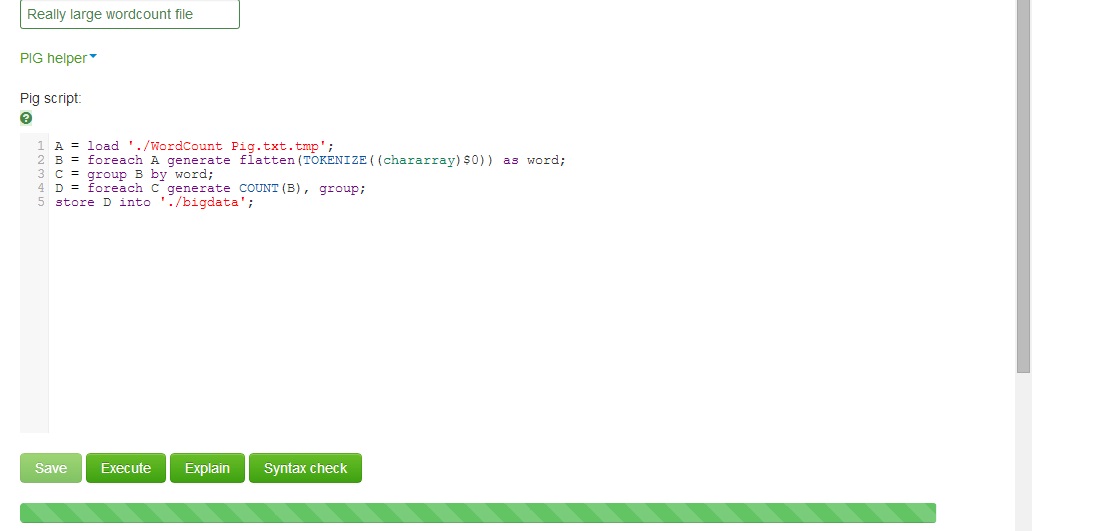 Really large wordcount file
PIG helper
Pig script:
?
1 A = load './WordCount Pig.txt.tmp';
2 B = foreach A generate flatten(TOKENIZE((chararray)$0)) as word;
3 C = group B by word;
4 D = foreach C generate COUNT(B), group;
5 store D into './bigdata';
Save Execute Explain Syntax check